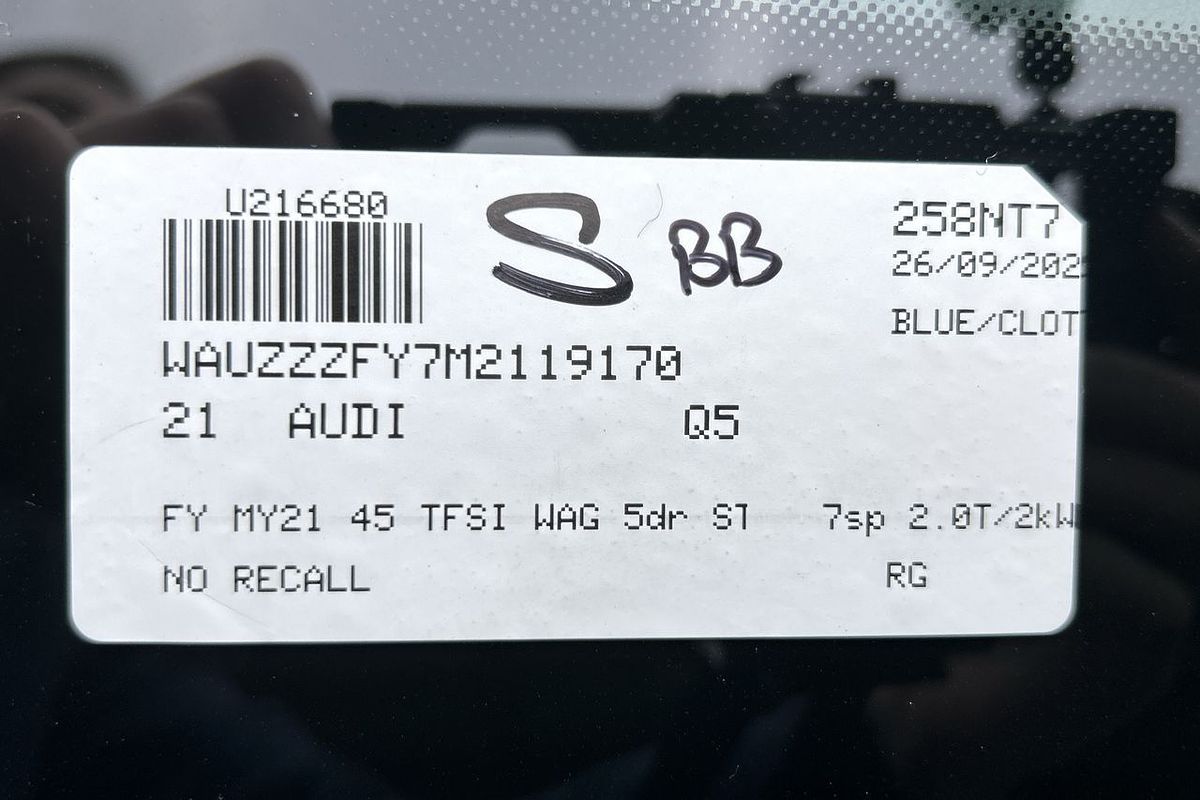 U216680
S BB
258NT7
26/09/202
BLUE/CLOT
WAUZZZFY7M2119170
21 AUDI Q5
FY MY21 45 TFSI WAG 5dr S1 7sp 2.0T/2kW
NO RECALL RG